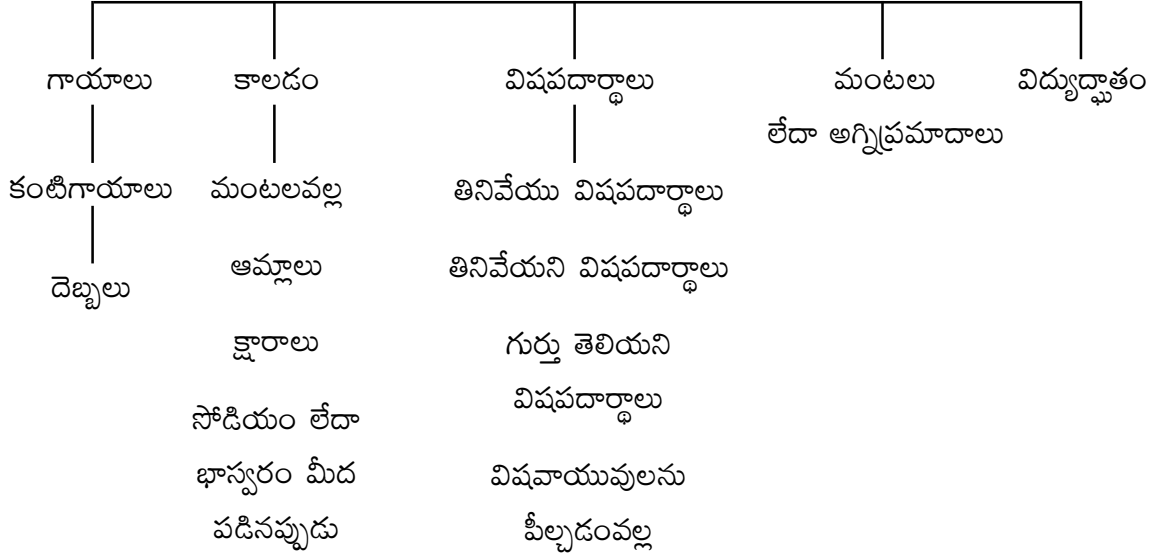 గాయాలు
కాలడం
విషపదార్థాలు
మంటలు
లేదా అగ్నిప్రమాదాలు
విద్యుద్ఘాతం
కంటిగాయాలు
దెబ్బలు
మంటలవల్ల
ఆమ్లాలు
క్షారాలు
సోడియం లేదా
భాస్వరం మీద
పడినప్పుడు
తినివేయు విషపదార్థాలు
తినివేయని విషపదార్థాలు
గుర్తు తెలియని
విషపదార్థాలు
విషవాయువులను
పీల్చడంవల్ల